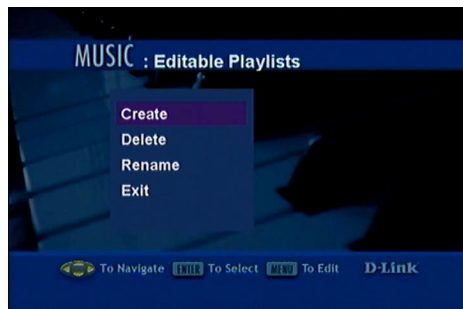 MUSIC : Editable Playlists
Create
Delete
Rename
Exit
To Navigate ENTER To Select MENU To Edit D-Link